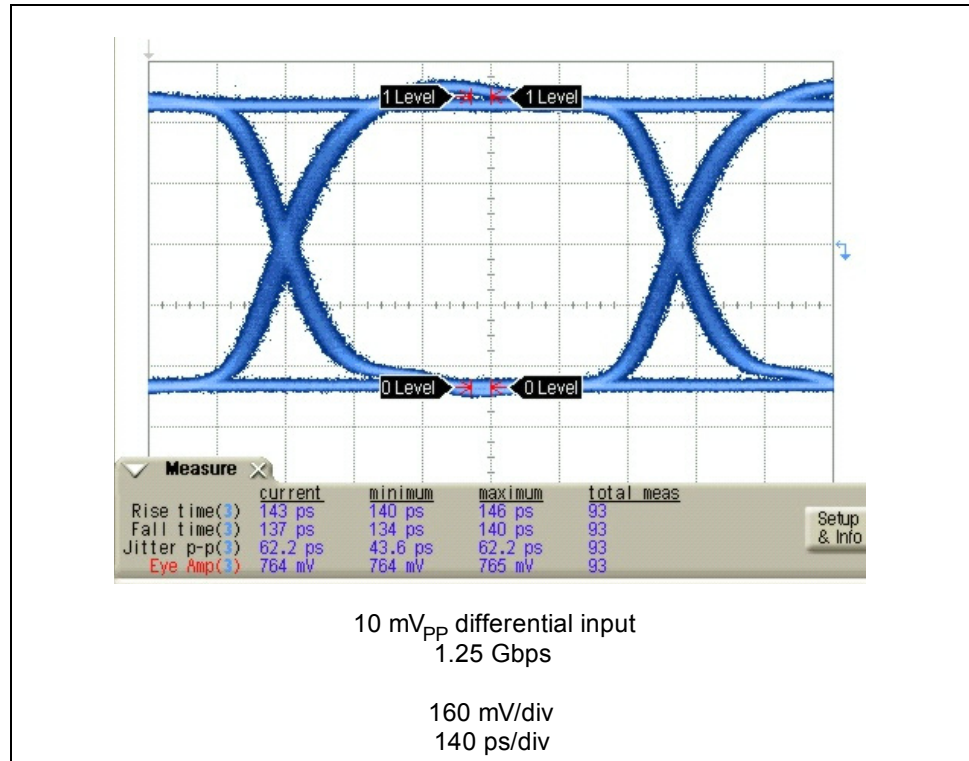 1 Level 1 Level
0 Level 0 Level
Measure
current minimum maximum total meas
Rise time(3) 143 ps 140 ps 146 ps 93
Fall time(3) 137 ps 134 ps 140 ps 93
Jitter p-p(3) 62.2 ps 43.6 ps 62.2 ps 93
Eye Amp(3) 764 mV 764 mV 765 mV 93
Setup
& Info
10 mVPP differential input
1.25 Gbps
160 mV/div
140 ps/div